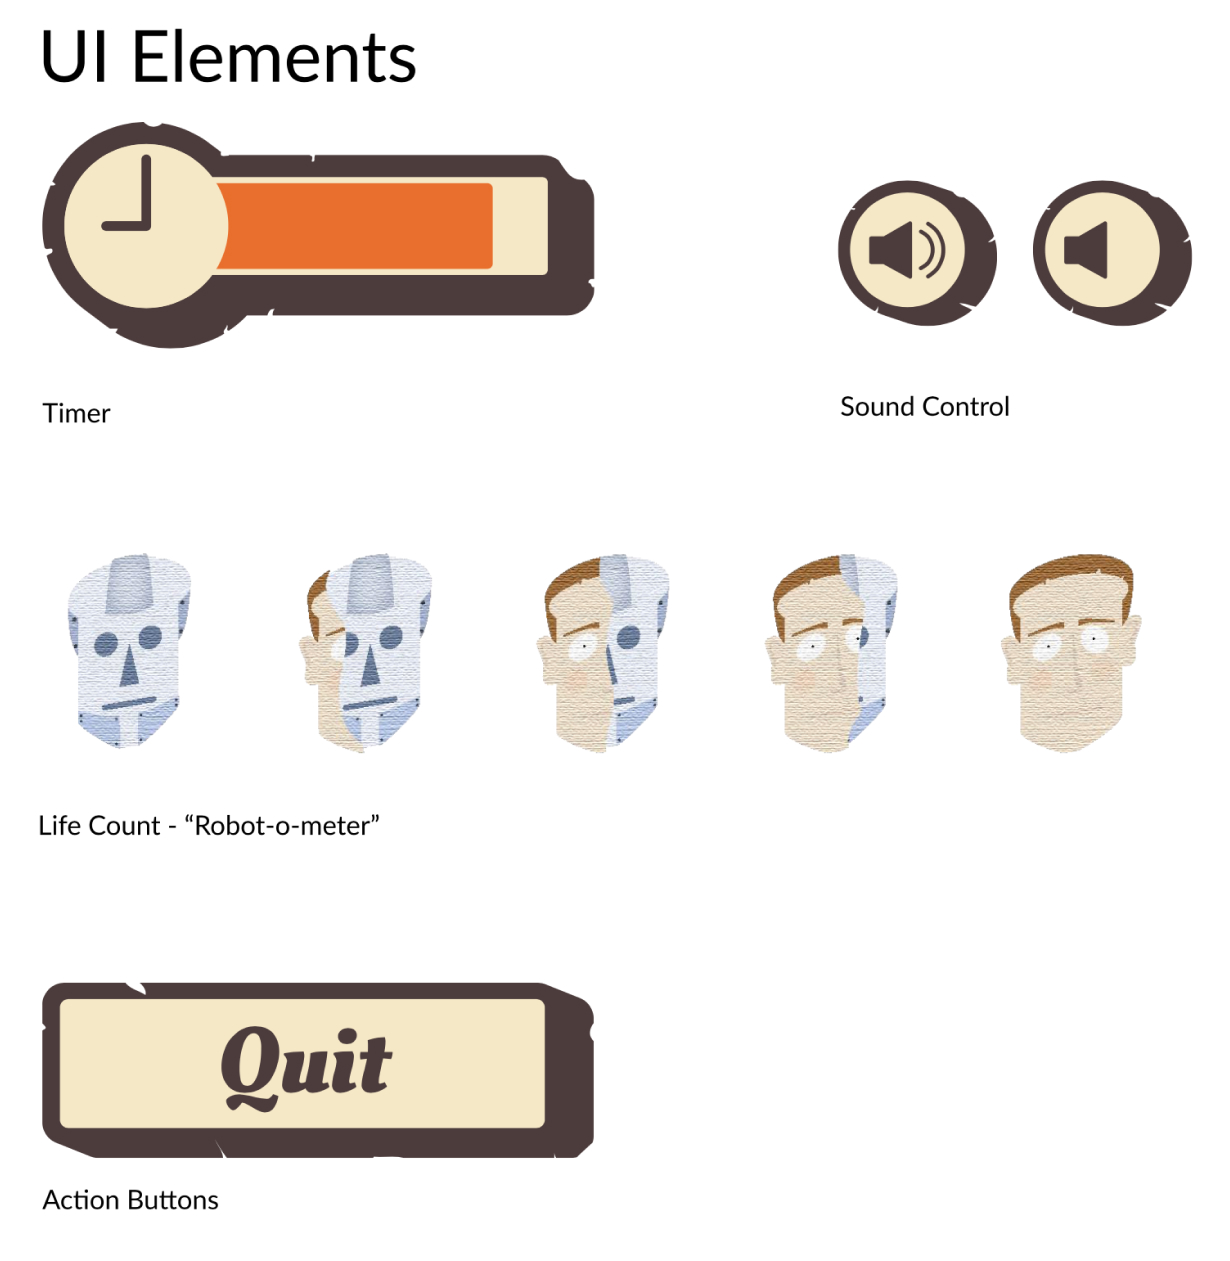 UI Elements
Timer
Sound Control
Life Count - “Robot-o-meter”
Quit
Action Buttons